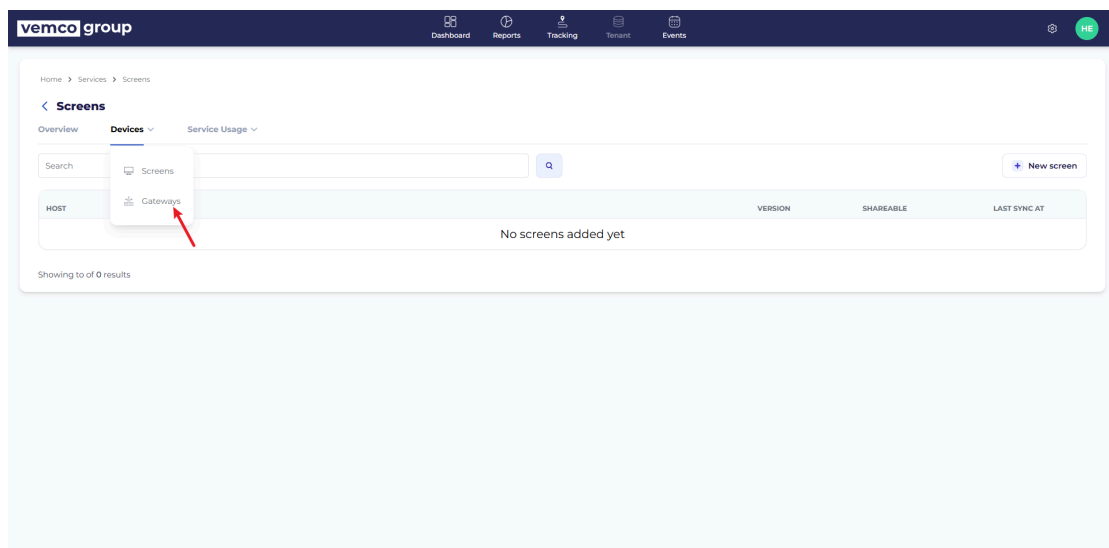 vemco group
Dashboard Reports Tracking Tenant Events
HE
Home > Services > Screens
< Screens
Overview Devices Service Usage
Search
+ New screen
Screens
Gateways
HOST VERSION SHAREABLE LAST SYNC AT
No screens added yet
Showing to of 0 results